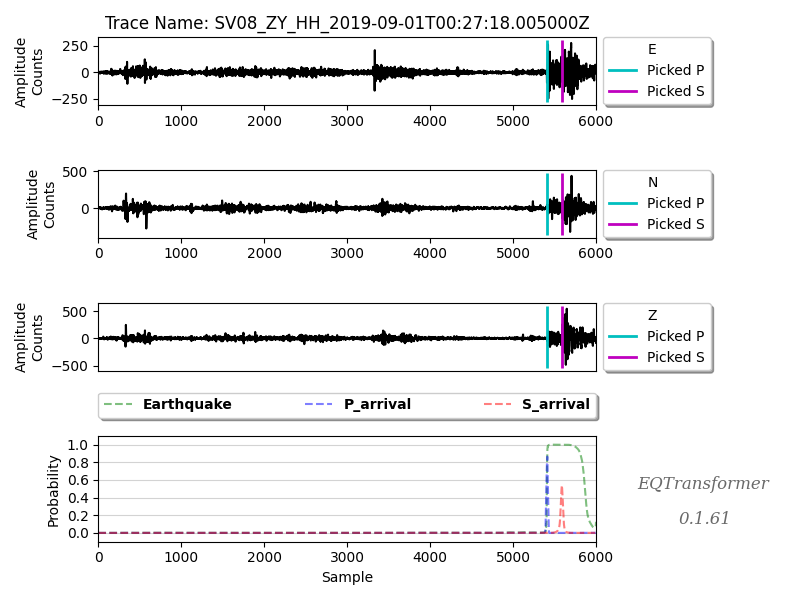 Trace Name: SV08_ZY_HH_2019-09-01T00:27:18.005000Z
Amplitude
Counts
250
0
−250
0 1000 2000 3000 4000 5000 6000
E
Picked P
Picked S
Amplitude
Counts
500
0
0 1000 2000 3000 4000 5000 6000
N
Picked P
Picked S
Amplitude
Counts
500
0
−500
0 1000 2000 3000 4000 5000 6000
Z
Picked P
Picked S
Earthquake P_arrival S_arrival
Probability
1.0
0.8
0.6
0.4
0.2
0.0
0 1000 2000 3000 4000 5000 6000
Sample
EQTransformer
0.1.61